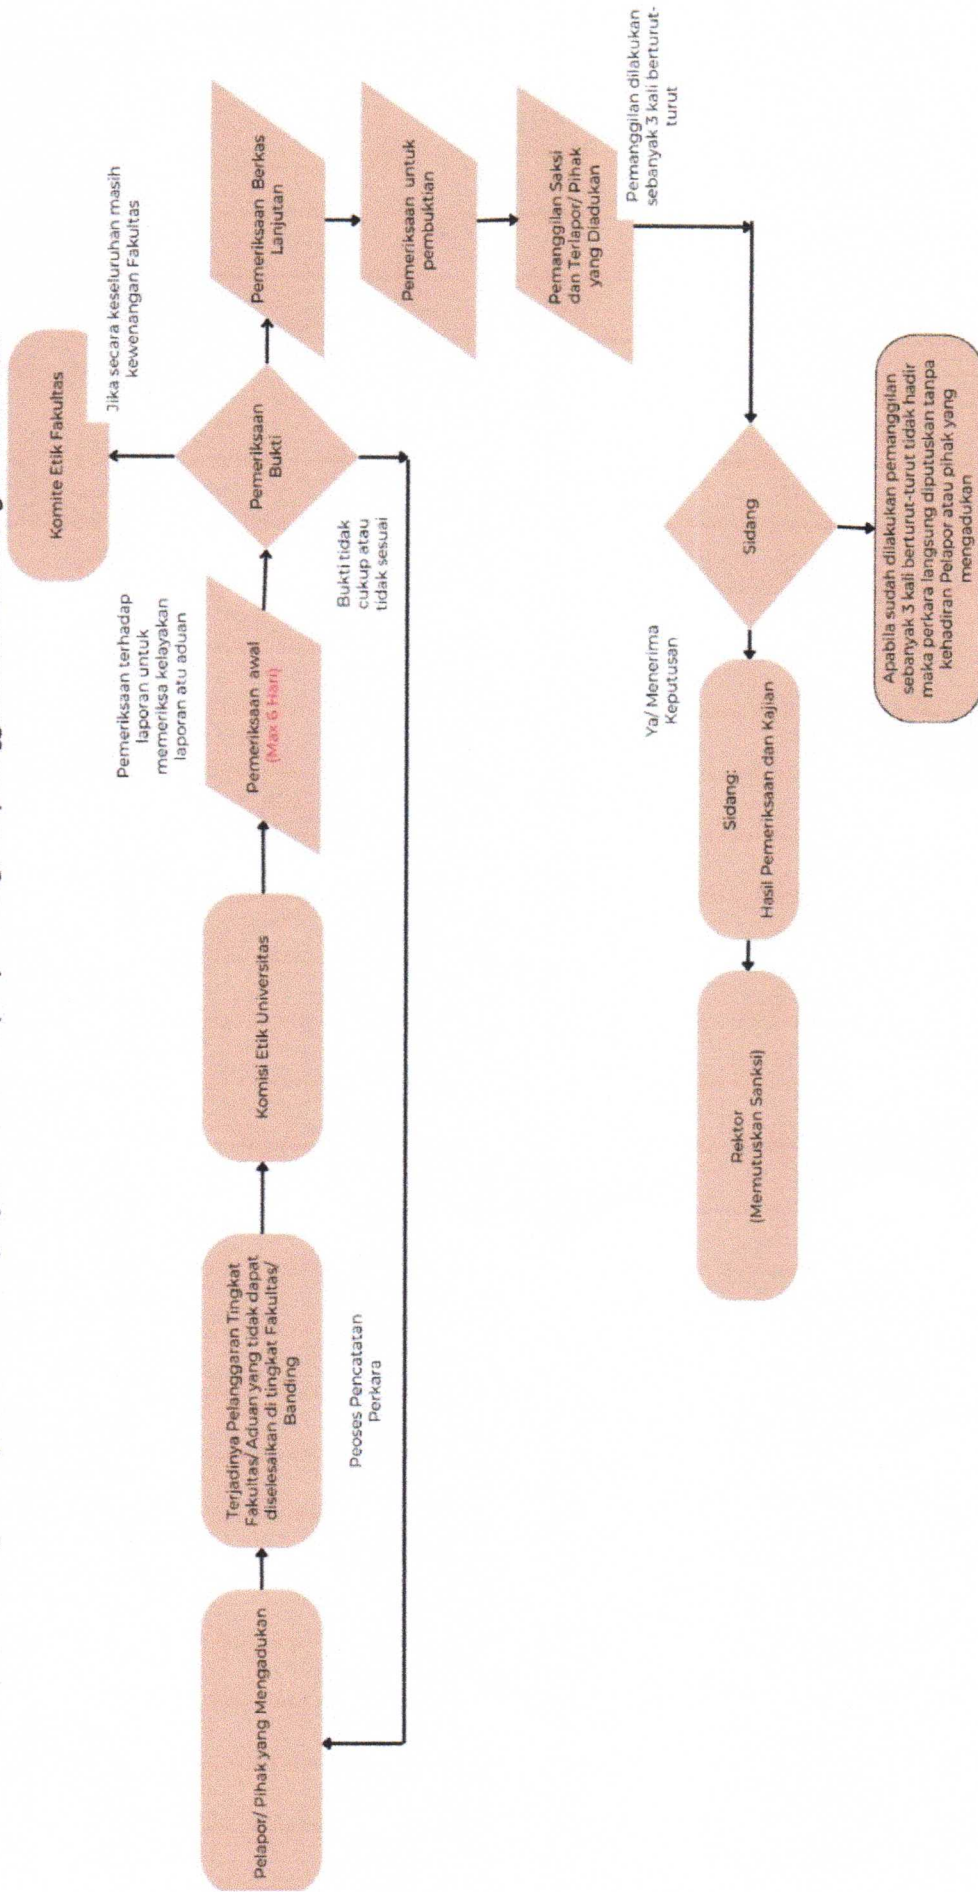 Pelapor/ Pihak yang Mengadukan
Terjadinya Pelanggaran Tingkat
Fakultas/ Aduan yang tidak dapat
diselesaikan di tingkat Fakultas/
Banding
Komisi Etik Universitas
Pemeriksaan terhadap
laporan untuk
memeriksa kelayakan
laporan atu aduan
Pemeriksaan awal
(Max 6 Hari)
Pemeriksaan
Bukti
Komite Etik Fakultas
Jika secara keseluruhan masih
kewenangan Fakultas
Bukti tidak
cukup atau
tidak sesuai
Peoses Pencatatan
Perkara
Pemeriksaan Berkas
Lanjutan
Pemeriksaan untuk
pembuktian
Pemanggilan Saksi
dan Terlapor/ Pihak
yang Diadukan
Pemanggilan dilakukan
sebanyak 3 kali berturut-
turut
Sidang
Apabila sudah dilakukan pemanggilan
sebanyak 3 kali berturut-turut tidak hadir
maka perkara langsung diputuskan tanpa
kehadiran Pelapor atau pihak yang
mengadukan
Ya/ Menerima
Keputusan
Sidang:
Hasil Pemeriksaan dan Kajian
Rektor
(Memutuskan Sanksi)